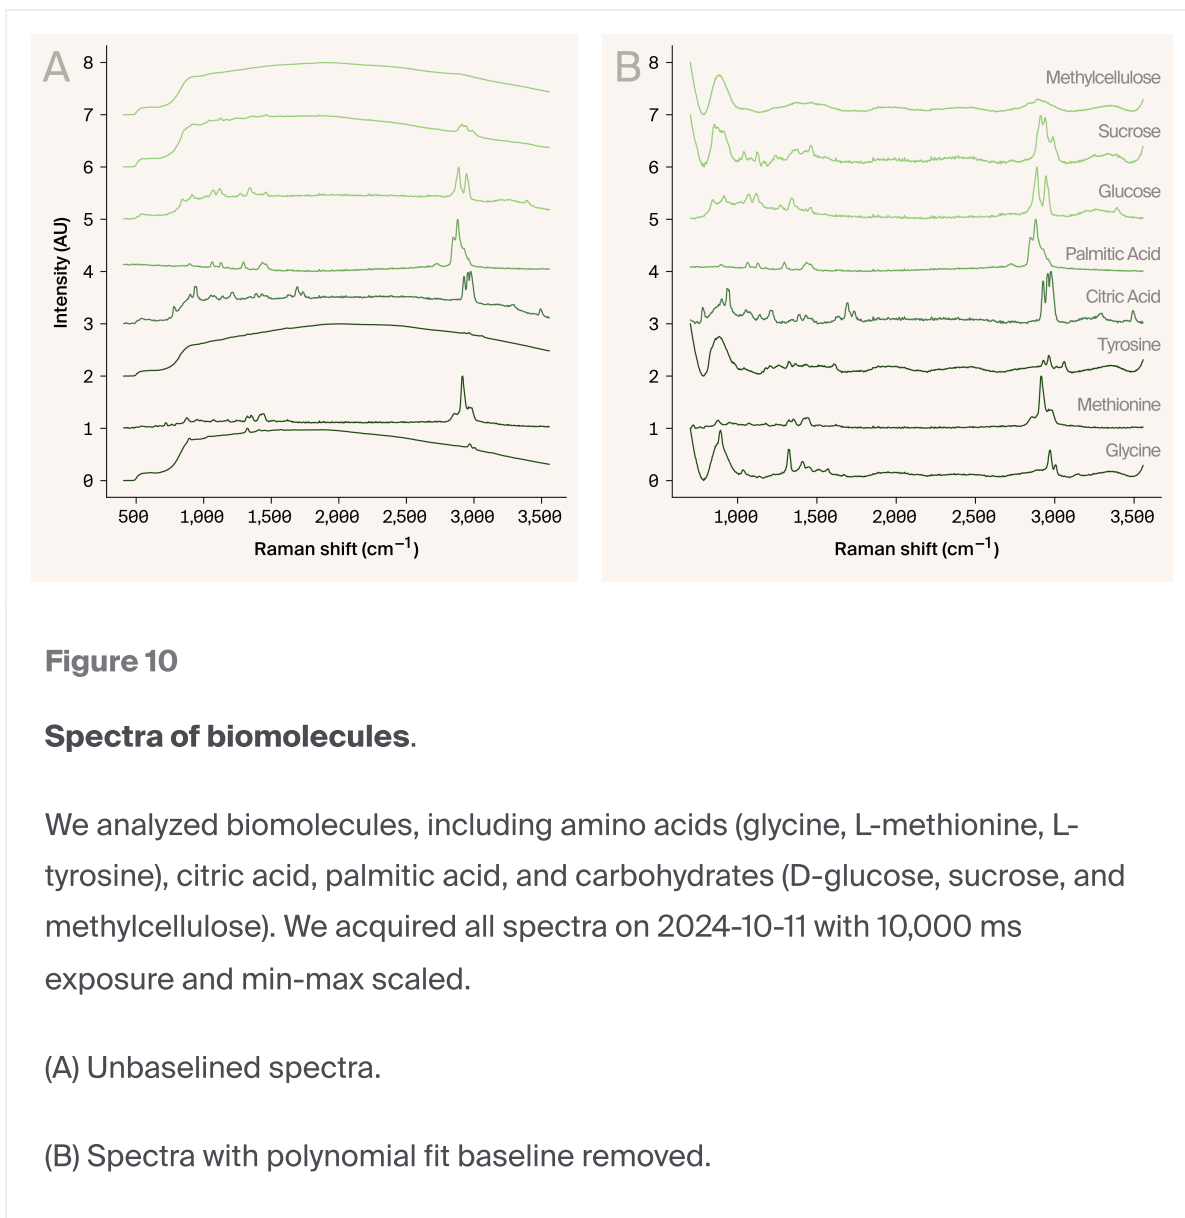 A
8
7
6
5
4
3
2
1
0
Intensity (AU)
500 1,000 1,500 2,000 2,500 3,000 3,500
Raman shift (cm⁻¹)
B
8
7
6
5
4
3
2
1
0
Methylcellulose
Sucrose
Glucose
Palmitic Acid
Citric Acid
Tyrosine
Methionine
Glycine
1,000 1,500 2,000 2,500 3,000 3,500
Raman shift (cm⁻¹)
Figure 10
Spectra of biomolecules.
We analyzed biomolecules, including amino acids (glycine, L-methionine, L-
tyrosine), citric acid, palmitic acid, and carbohydrates (D-glucose, sucrose, and
methylcellulose). We acquired all spectra on 2024-10-11 with 10,000 ms
exposure and min-max scaled.
(A) Unbaselined spectra.
(B) Spectra with polynomial fit baseline removed.